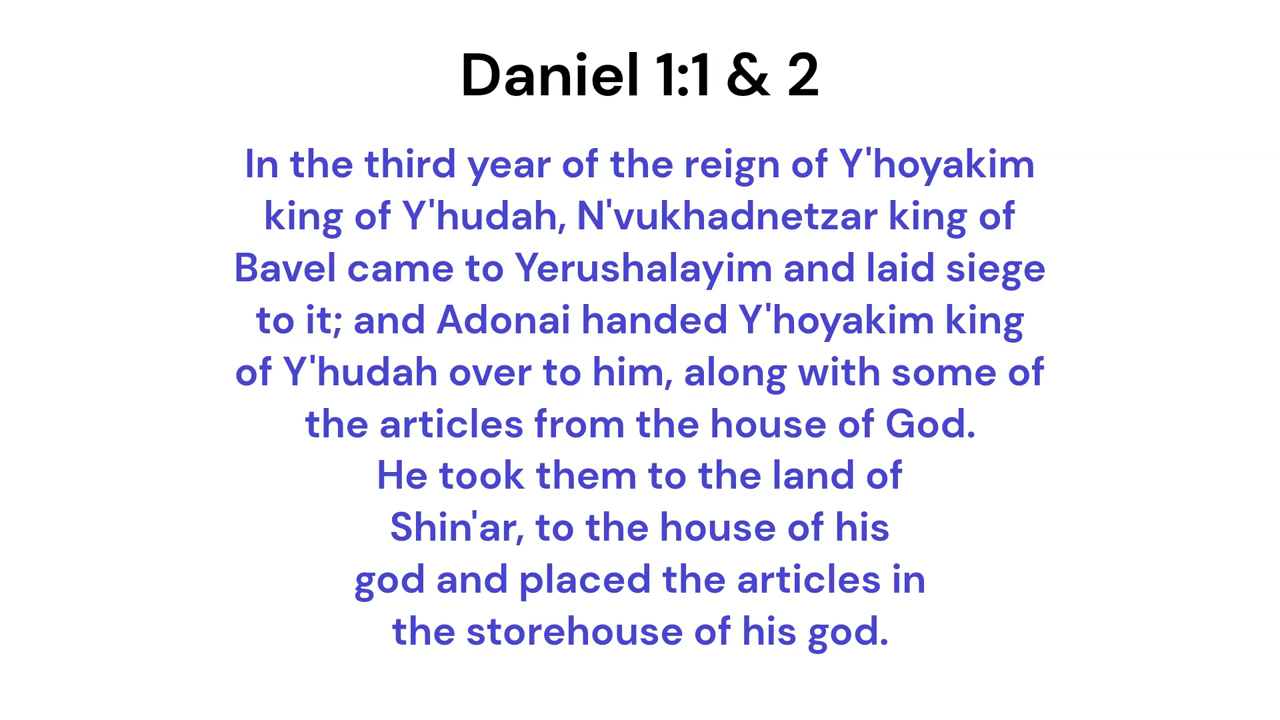 Daniel 1:1 & 2
In the third year of the reign of Y'hoyakim
king of Y'hudah, N'vukhadnetzar king of
Bavel came to Yerushalayim and laid siege
to it; and Adonai handed Y'hoyakim king
of Y'hudah over to him, along with some of
the articles from the house of God.
He took them to the land of
Shin'ar, to the house of his
god and placed the articles in
the storehouse of his god.